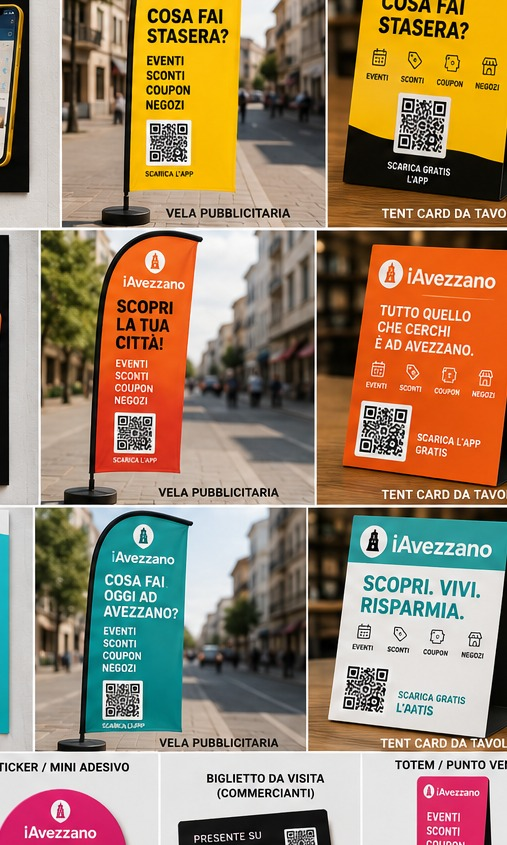 COSA FAI
STASERA?
EVENTI
SCONTI
COUPON
NEGOZI
SCARICA L'APP
VELA PUBBLICITARIA
COSA FAI
STASERA?
EVENTI
SCONTI
COUPON
NEGOZI
SCARICA GRATIS
L'APP
TENT CARD DA TAVO
iAvezzano
SCOPRI
LA TUA
CITTÀ!
EVENTI
SCONTI
COUPON
NEGOZI
SCARICA L'APP
VELA PUBBLICITARIA
iAvezzano
TUTTO QUELLO
CHE CERCHI
È AD AVEZZANO.
EVENTI
SCONTI
COUPON
NEGOZI
SCARICA L'APP
GRATIS
TENT CARD DA TAVOL
iAvezzano
COSA FAI
OGGI AD
AVEZZANO?
EVENTI
SCONTI
COUPON
NEGOZI
VELA PUBBLICITARIA
iAvezzano
SCOPRI. VIVI.
RISPARMIA.
EVENTI
SCONTI
COUPON
NEGOZI
SCARICA GRATIS
L'AATIS
TENT CARD DA TAVOL
TICKER / MINI ADESIVO
iAvezzano
BIGLIETTO DA VISITA
(COMMERCIANTI)
PRESENTE SU
TOTEM / PUNTO VEN
iAvezzano
EVENTI
SCONTI
COUPON